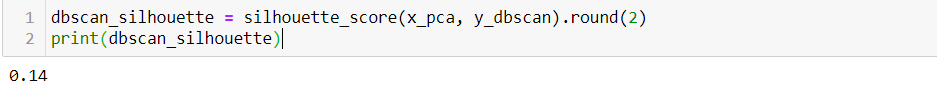 1 dbscan_silhouette = silhouette_score(x_pca, y_dbscan).round(2)
2 print(dbscan_silhouette)
0.14